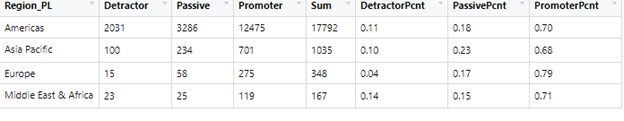 Region_PL Detractor Passive Promoter Sum DetractorPcnt PassivePcnt PromoterPcnt
Americas 2031 3286 12475 17792 0.11 0.18 0.70
Asia Pacific 100 234 701 1035 0.10 0.23 0.68
Europe 15 58 275 348 0.04 0.17 0.79
Middle East & Africa 23 25 119 167 0.14 0.15 0.71